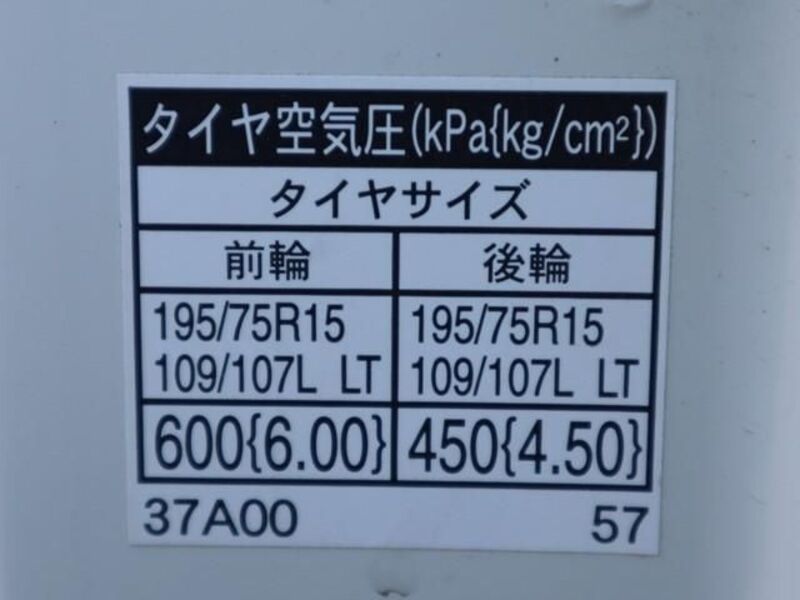 タイヤ空気圧(kPa{kg/cm²})
タイヤサイズ
前輪 後輪
195/75R15 195/75R15
109/107L LT 109/107L LT
600{6.00} 450{4.50}
37A00 57